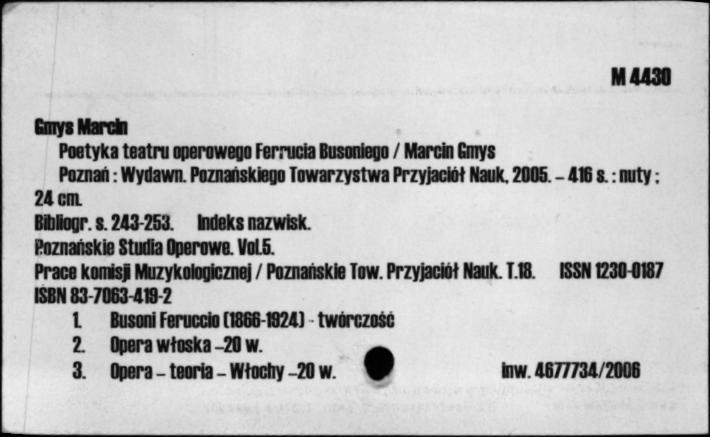 M 4430
Gmys Marcin
Poetyka teatru operowego Ferrucia Busoniego / Marcin Gmys
Poznań : Wydawn. Poznańskiego Towarzystwa Przyjaciół Nauk, 2005. – 416 s. : nuty ;
24 cm.
Bibliogr. s. 243-253. Indeks nazwisk.
Poznańskie Studia Operowe. Vol.5.
Prace komisji Muzykologicznej / Poznańskie Tow. Przyjaciół Nauk. T.18. ISSN 1230-0187
ISBN 83-7063-419-2
1. Busoni Feruccio (1866-1924) - twórczość
2. Opera włoska –20 w.
3. Opera – teoria – Włochy –20 w. inw. 4677734/2006